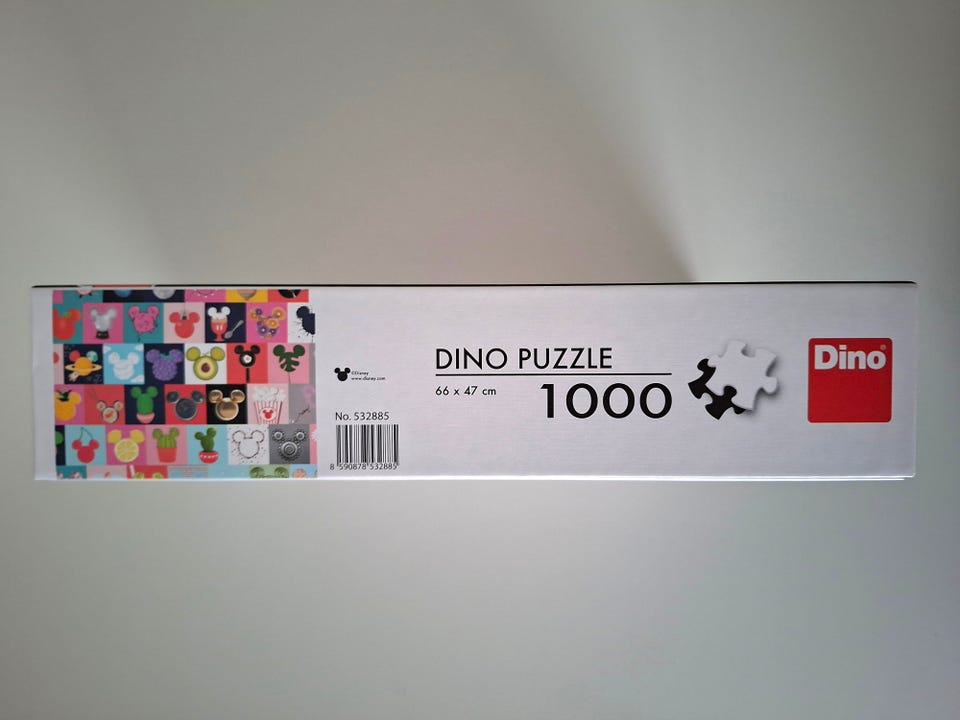 ©Disney
www.disney.com
No. 532885
8 590878 532885
DINO PUZZLE
66 x 47 cm
1000
Dino®